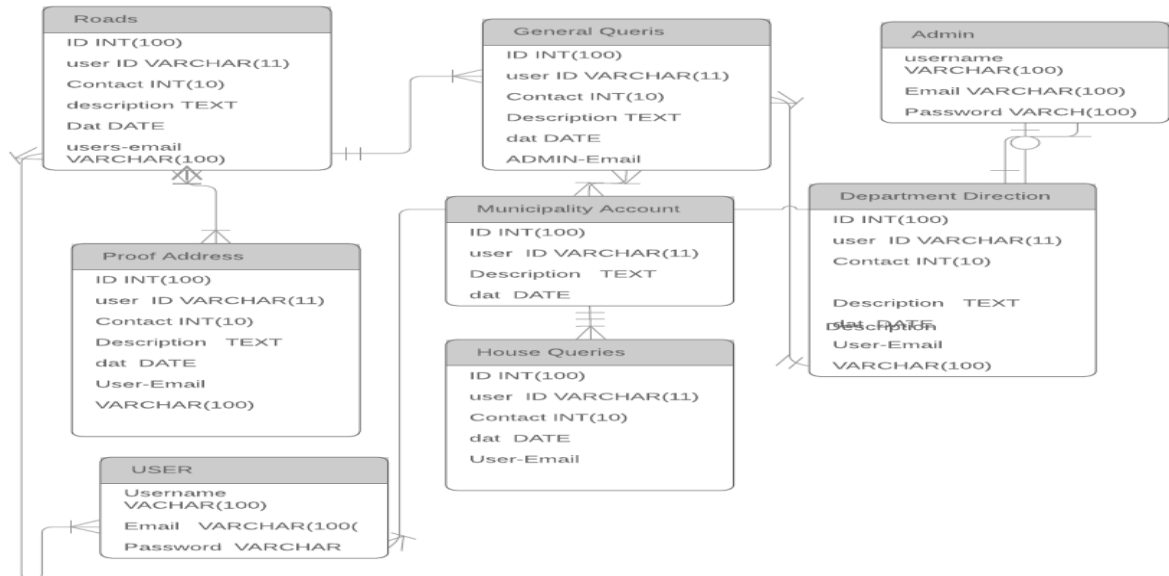 Roads
ID INT(100)
user ID VARCHAR(11)
Contact INT(10)
description TEXT
Dat DATE
users-email
VARCHAR(100)
General Queris
ID INT(100)
user ID VARCHAR(11)
Contact INT(10)
Description TEXT
dat DATE
ADMIN-Email
Admin
username
VARCHAR(100)
Email VARCHAR(100)
Password VARCH(100)
Municipality Account
ID INT(100)
user ID VARCHAR(11)
Description TEXT
dat DATE
Department Direction
ID INT(100)
user ID VARCHAR(11)
Contact INT(10)
Description TEXT
dat DATE
Description
User-Email
VARCHAR(100)
Proof Address
ID INT(100)
user ID VARCHAR(11)
Contact INT(10)
Description TEXT
dat DATE
User-Email
VARCHAR(100)
House Queries
ID INT(100)
user ID VARCHAR(11)
Contact INT(10)
dat DATE
User-Email
USER
Username
VACHAR(100)
Email VARCHAR(100(
Password VARCHAR